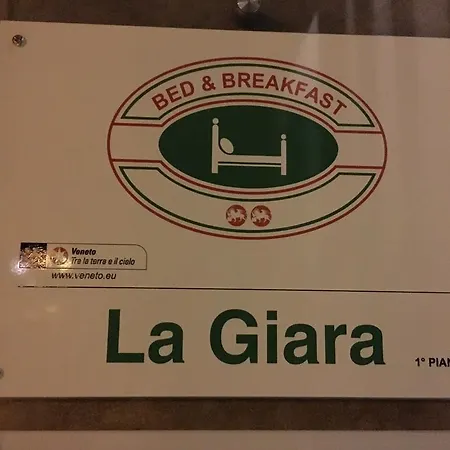 BED & BREAKFAST
Veneto
Tra la terra e il cielo
www.veneto.eu
La Giara
1° PIAN